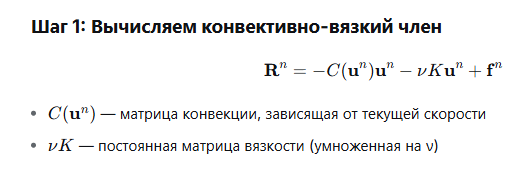 Шаг 1: Вычисляем конвективно-вязкий член
Rⁿ = −C(uⁿ)uⁿ − νKuⁿ + fⁿ
• C(uⁿ) — матрица конвекции, зависящая от текущей скорости
• νK — постоянная матрица вязкости (умноженная на ν)